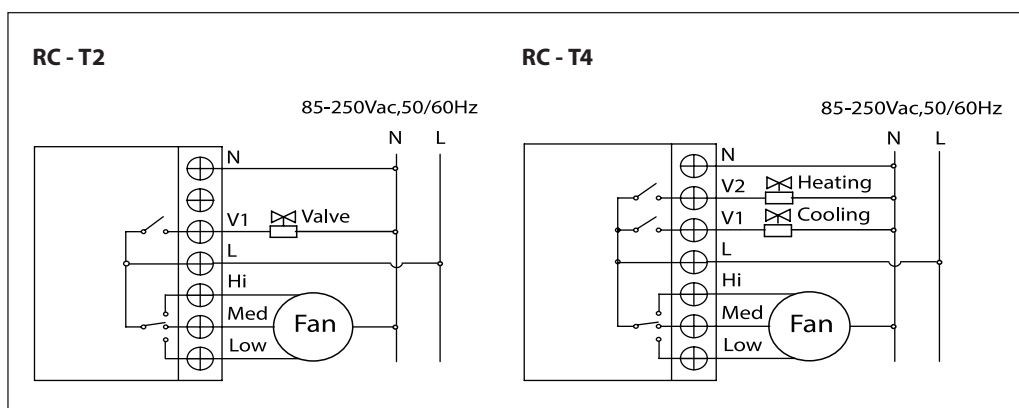 RC - T2
85-250Vac,50/60Hz
N L
N
V1 Valve
L
Hi
Med
Fan
Low
RC - T4
85-250Vac,50/60Hz
N L
N
V2 Heating
V1 Cooling
L
Hi
Med
Fan
Low